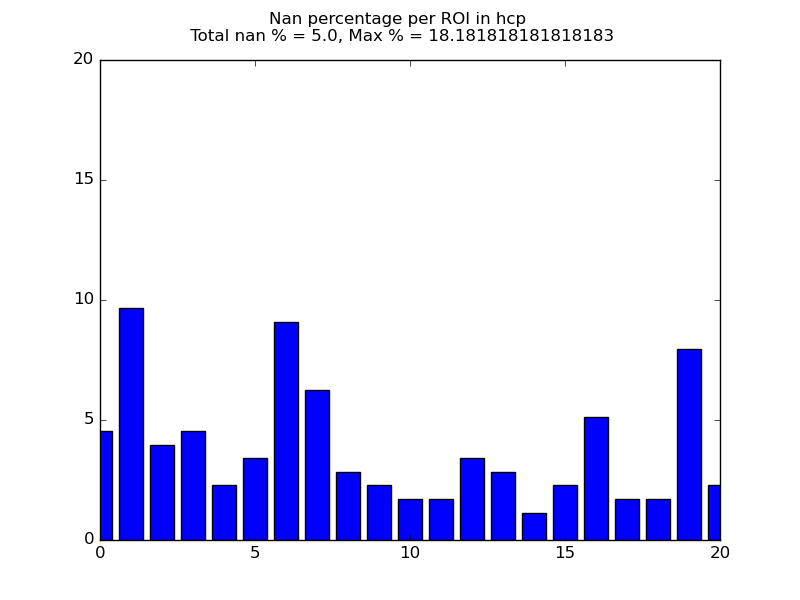 Nan percentage per ROI in hcp
Total nan % = 5.0, Max % = 18.181818181818183
20
15
10
5
0
0 5 10 15 20